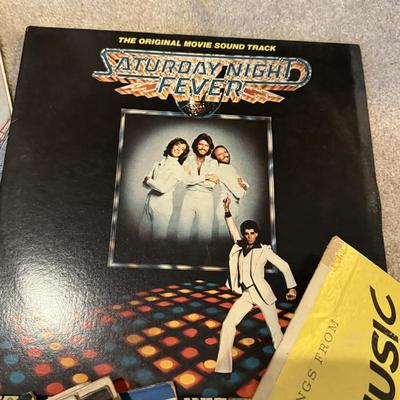 THE ORIGINAL MOVIE SOUND TRACK
SATURDAY NIGHT
FEVER
NGS FROM
USIC